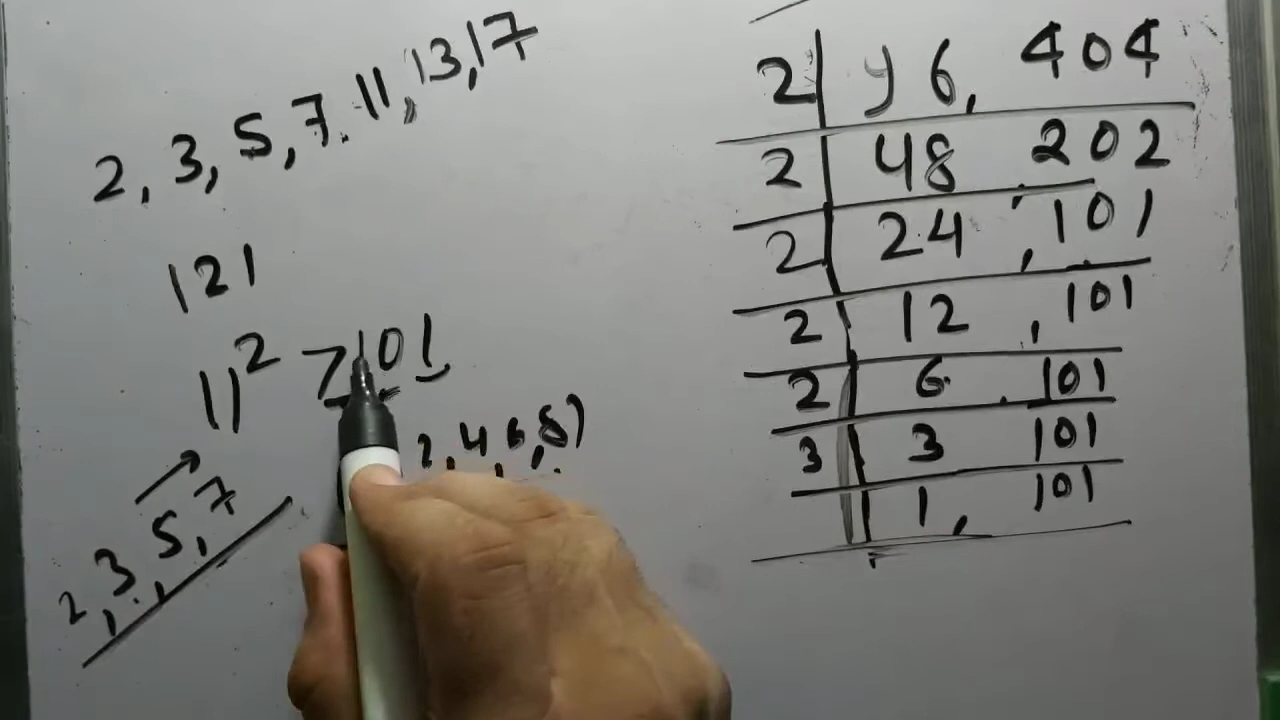 2, 3, 5, 7. 11, 13, 17
121
11² > 101
2, 4, 6, 8)
2, 3, 5, 7
2 | 96, 404
2 | 48 202
2 | 24, 101
2 | 12, 101
2 | 6. 101
3 | 3 101
1, 101